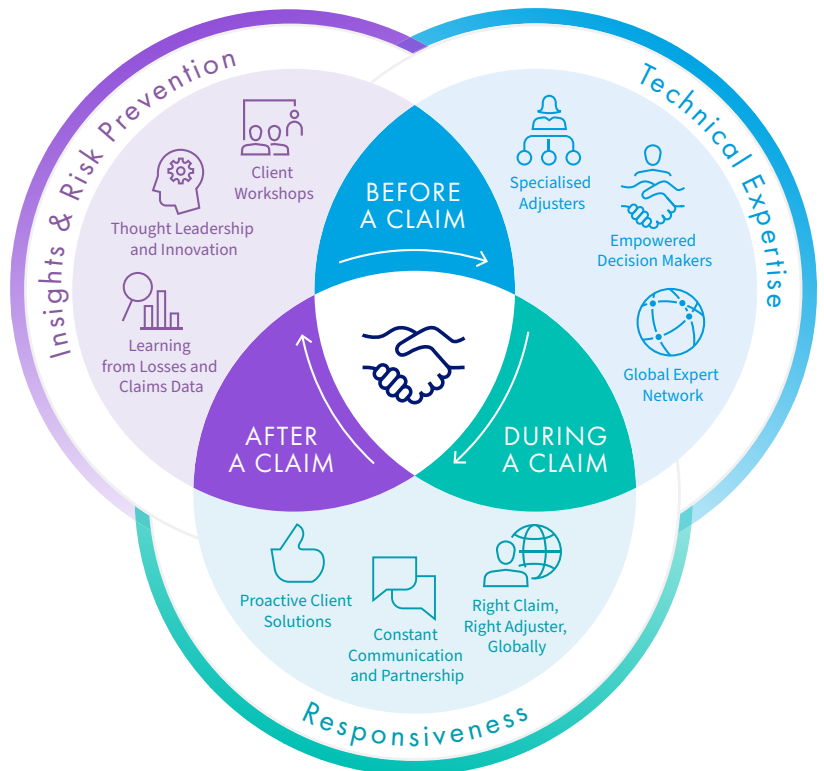 Insights & Risk Prevention
Client
Workshops
Thought Leadership
and Innovation
Learning
from Losses and
Claims Data
Technical Expertise
Specialised
Adjusters
Empowered
Decision Makers
Global Expert
Network
BEFORE
A CLAIM
AFTER
A CLAIM
DURING
A CLAIM
Proactive Client
Solutions
Constant
Communication
and Partnership
Right Claim,
Right Adjuster,
Globally
Responsiveness